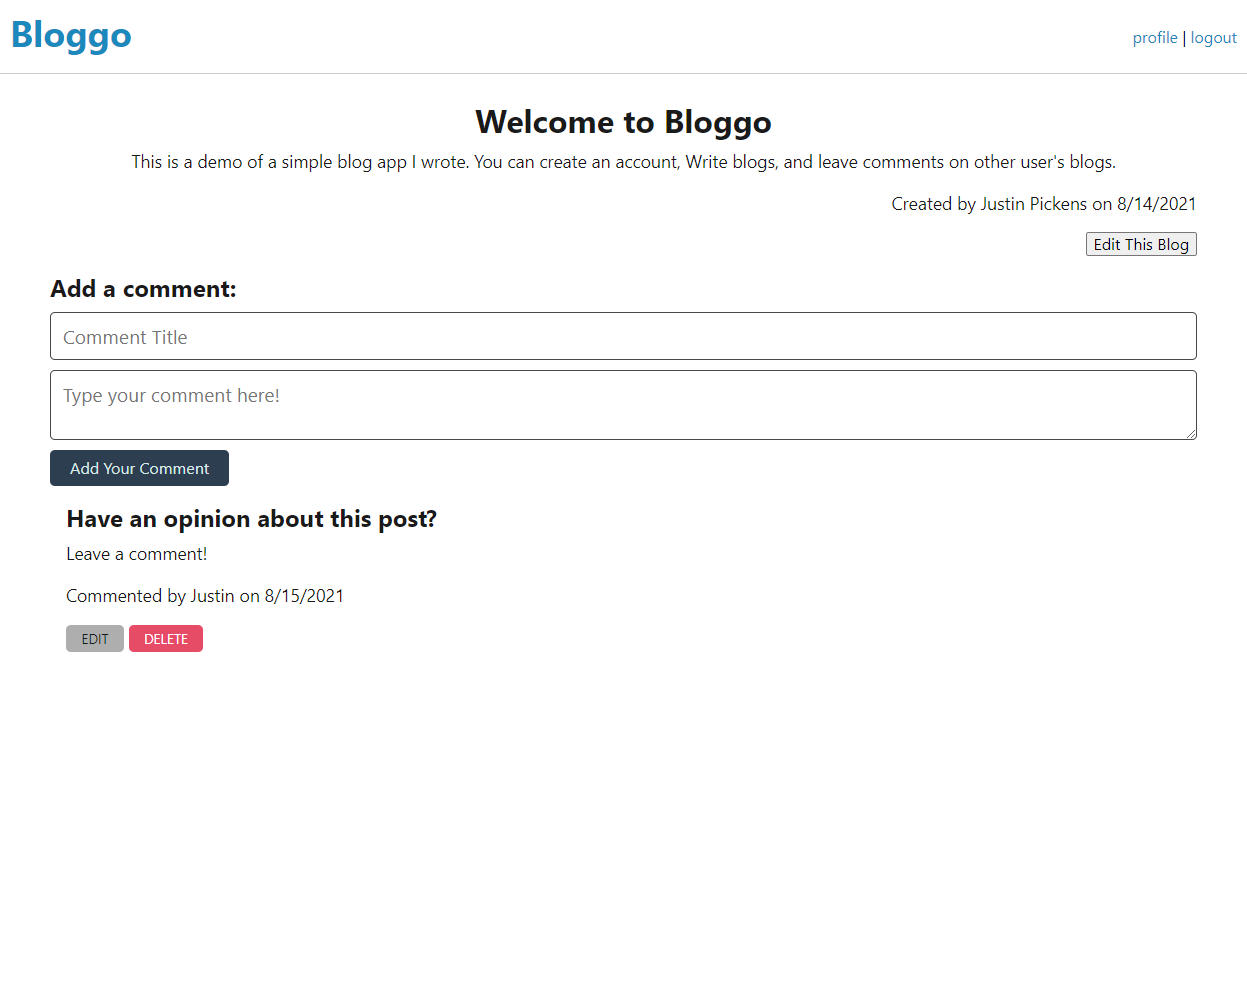 Bloggo
profile | logout
Welcome to Bloggo
This is a demo of a simple blog app I wrote. You can create an account, Write blogs, and leave comments on other user's blogs.
Created by Justin Pickens on 8/14/2021
Edit This Blog
Add a comment:
Comment Title
Type your comment here!
Add Your Comment
Have an opinion about this post?
Leave a comment!
Commented by Justin on 8/15/2021
EDIT DELETE